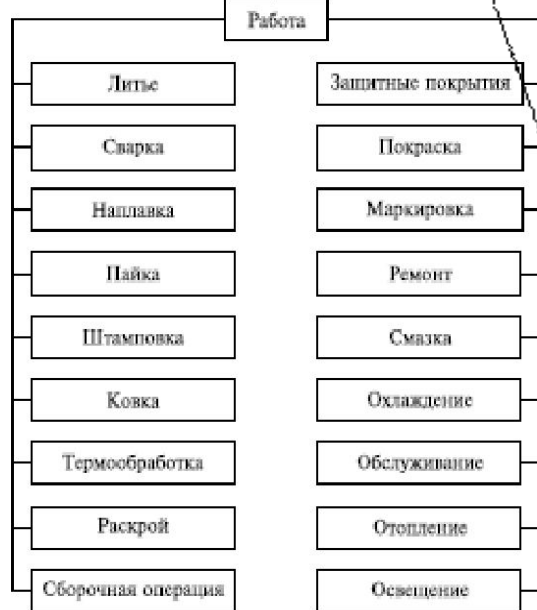 Работа
Литье
Сварка
Наплавка
Пайка
Штамповка
Ковка
Термообработка
Раскрой
Сборочная операция
Защитные покрытия
Покраска
Маркировка
Ремонт
Смазка
Охлаждение
Обслуживание
Отопление
Освещение